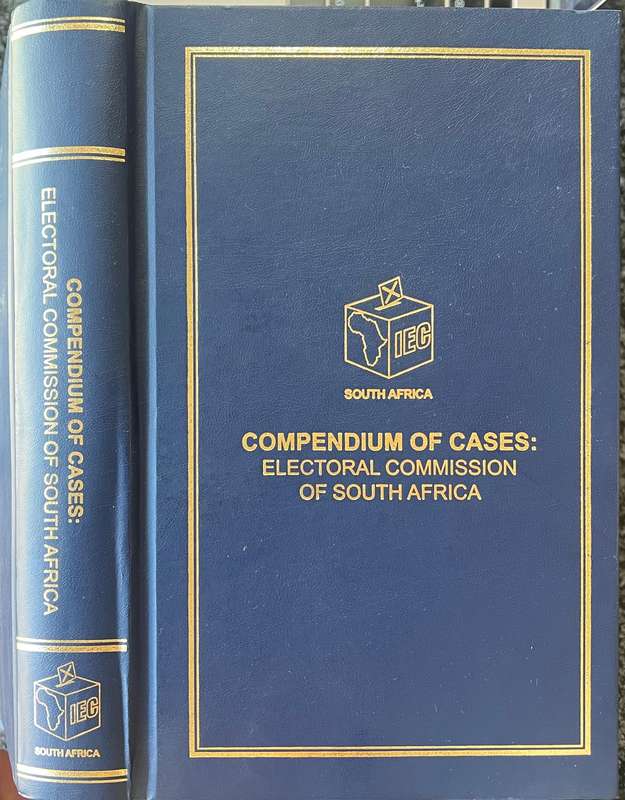 COMPENDIUM OF CASES:
ELECTORAL COMMISSION OF SOUTH AFRICA
IEC
SOUTH AFRICA
IEC
SOUTH AFRICA
COMPENDIUM OF CASES:
ELECTORAL COMMISSION
OF SOUTH AFRICA